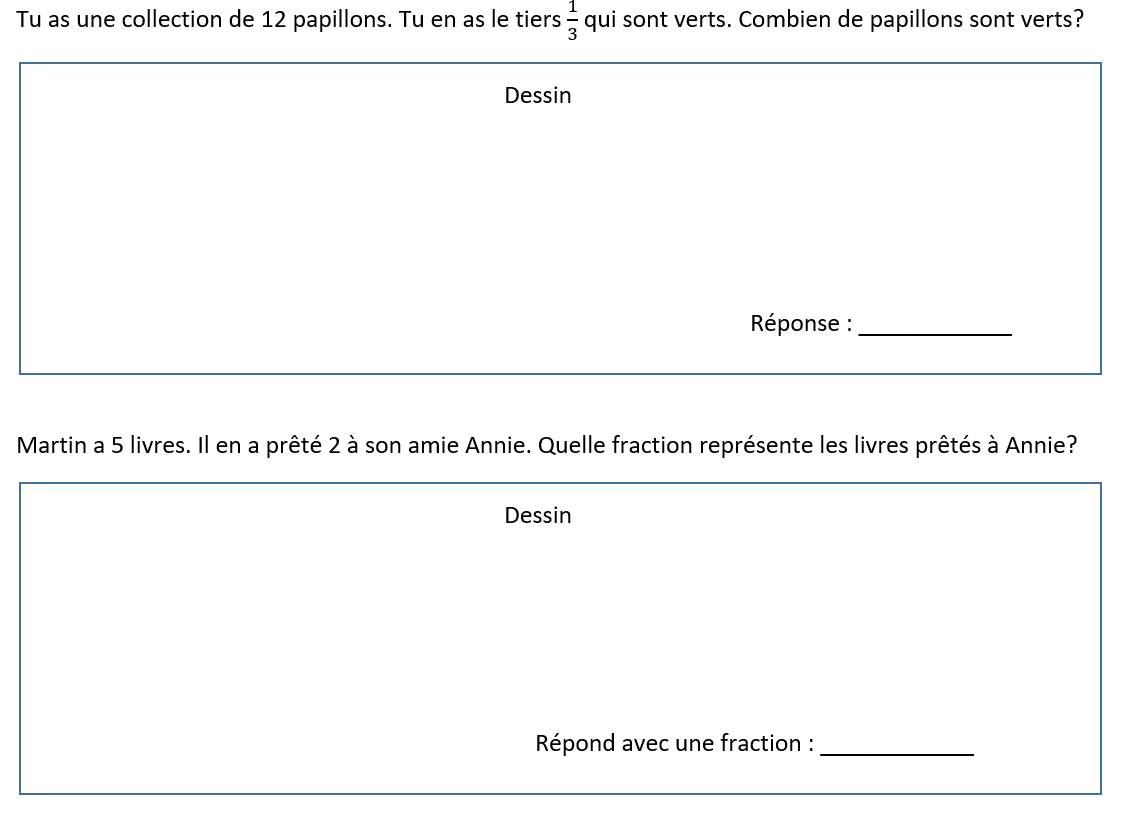 Tu as une collection de 12 papillons. Tu en as le tiers 1/3 qui sont verts. Combien de papillons sont verts?
Dessin
Réponse : ____________
Martin a 5 livres. Il en a prêté 2 à son amie Annie. Quelle fraction représente les livres prêtés à Annie?
Dessin
Répond avec une fraction : ____________